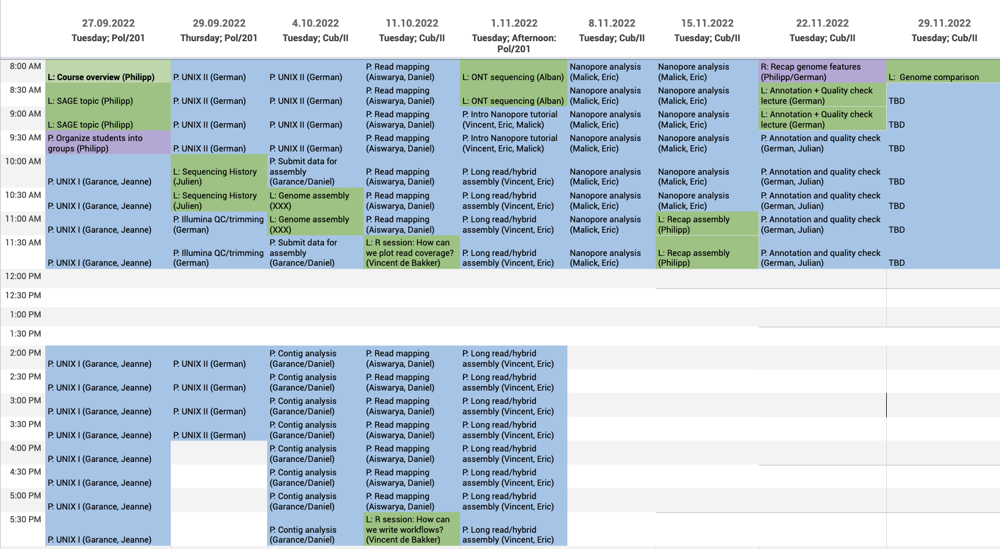 27.09.2022 29.09.2022 4.10.2022 11.10.2022 1.11.2022 8.11.2022 15.11.2022 22.11.2022 29.11.2022
Tuesday; Pol/201 Thursday; Pol/201 Tuesday; Cub/II Tuesday; Cub/II Tuesday; Afternoon: Tuesday; Cub/II Tuesday; Cub/II Tuesday; Cub/II Tuesday; Cub/II
Pol/201
8:00 AM P: Read mapping Nanopore analysis Nanopore analysis R: Recap genome features
L: Course overview (Philipp) P: UNIX II (German) P: UNIX II (German) (Aiswarya, Daniel) L: ONT sequencing (Alban) (Malick, Eric) (Malick, Eric) (Philipp/German) L:  Genome comparison
8:30 AM P: Read mapping Nanopore analysis Nanopore analysis L: Annotation + Quality check
L: SAGE topic (Philipp) P: UNIX II (German) P: UNIX II (German) (Aiswarya, Daniel) L: ONT sequencing (Alban) (Malick, Eric) (Malick, Eric) lecture (German) TBD
9:00 AM P: Read mapping P: Intro Nanopore tutorial Nanopore analysis Nanopore analysis L: Annotation + Quality check
L: SAGE topic (Philipp) P: UNIX II (German) P: UNIX II (German) (Aiswarya, Daniel) (Vincent, Eric, Malick) (Malick, Eric) (Malick, Eric) lecture (German) TBD
9:30 AM P: Organize students into P: Read mapping P: Intro Nanopore tutorial Nanopore analysis Nanopore analysis P: Annotation and quality check
groups (Philipp) P: UNIX II (German) P: UNIX II (German) (Aiswarya, Daniel) (Vincent, Eric, Malick) (Malick, Eric) (Malick, Eric) (German, Julian) TBD
10:00 AM P: Submit data for
L: Sequencing History assembly P: Read mapping P: Long read/hybrid Nanopore analysis Nanopore analysis P: Annotation and quality check
P: UNIX I (Garance, Jeanne) (Julien) (Garance/Daniel) (Aiswarya, Daniel) assembly (Vincent, Eric) (Malick, Eric) (Malick, Eric) (German, Julian) TBD
10:30 AM L: Sequencing History L: Genome assembly P: Read mapping P: Long read/hybrid Nanopore analysis Nanopore analysis P: Annotation and quality check
P: UNIX I (Garance, Jeanne) (Julien) (XXX) (Aiswarya, Daniel) assembly (Vincent, Eric) (Malick, Eric) (Malick, Eric) (German, Julian) TBD
11:00 AM P: Illumina QC/trimming L: Genome assembly P: Read mapping P: Long read/hybrid Nanopore analysis L: Recap assembly P: Annotation and quality check
P: UNIX I (Garance, Jeanne) (German) (XXX) (Aiswarya, Daniel) assembly (Vincent, Eric) (Malick, Eric) (Philipp) (German, Julian) TBD
11:30 AM P: Submit data for L: R session: How can
P: Illumina QC/trimming assembly we plot read coverage? P: Long read/hybrid Nanopore analysis L: Recap assembly P: Annotation and quality check
P: UNIX I (Garance, Jeanne) (German) (Garance/Daniel) (Vincent de Bakker) assembly (Vincent, Eric) (Malick, Eric) (Philipp) (German, Julian) TBD
12:00 PM
12:30 PM
1:00 PM
1:30 PM
2:00 PM P: Contig analysis P: Read mapping P: Long read/hybrid
P: UNIX I (Garance, Jeanne) P: UNIX II (German) (Garance/Daniel) (Aiswarya, Daniel) assembly (Vincent, Eric)
2:30 PM P: Contig analysis P: Read mapping P: Long read/hybrid
P: UNIX I (Garance, Jeanne) P: UNIX II (German) (Garance/Daniel) (Aiswarya, Daniel) assembly (Vincent, Eric)
3:00 PM P: Contig analysis P: Read mapping P: Long read/hybrid
P: UNIX I (Garance, Jeanne) P: UNIX II (German) (Garance/Daniel) (Aiswarya, Daniel) assembly (Vincent, Eric)
3:30 PM P: Contig analysis P: Read mapping P: Long read/hybrid
P: UNIX I (Garance, Jeanne) P: UNIX II (German) (Garance/Daniel) (Aiswarya, Daniel) assembly (Vincent, Eric)
4:00 PM P: Contig analysis P: Read mapping P: Long read/hybrid
P: UNIX I (Garance, Jeanne) (Garance/Daniel) (Aiswarya, Daniel) assembly (Vincent, Eric)
4:30 PM P: Contig analysis P: Read mapping P: Long read/hybrid
P: UNIX I (Garance, Jeanne) (Garance/Daniel) (Aiswarya, Daniel) assembly (Vincent, Eric)
5:00 PM P: Contig analysis P: Read mapping P: Long read/hybrid
P: UNIX I (Garance, Jeanne) (Garance/Daniel) (Aiswarya, Daniel) assembly (Vincent, Eric)
5:30 PM L: R session: How can
P: Contig analysis we write workflows? P: Long read/hybrid
P: UNIX I (Garance, Jeanne) (Garance/Daniel) (Vincent de Bakker) assembly (Vincent, Eric)